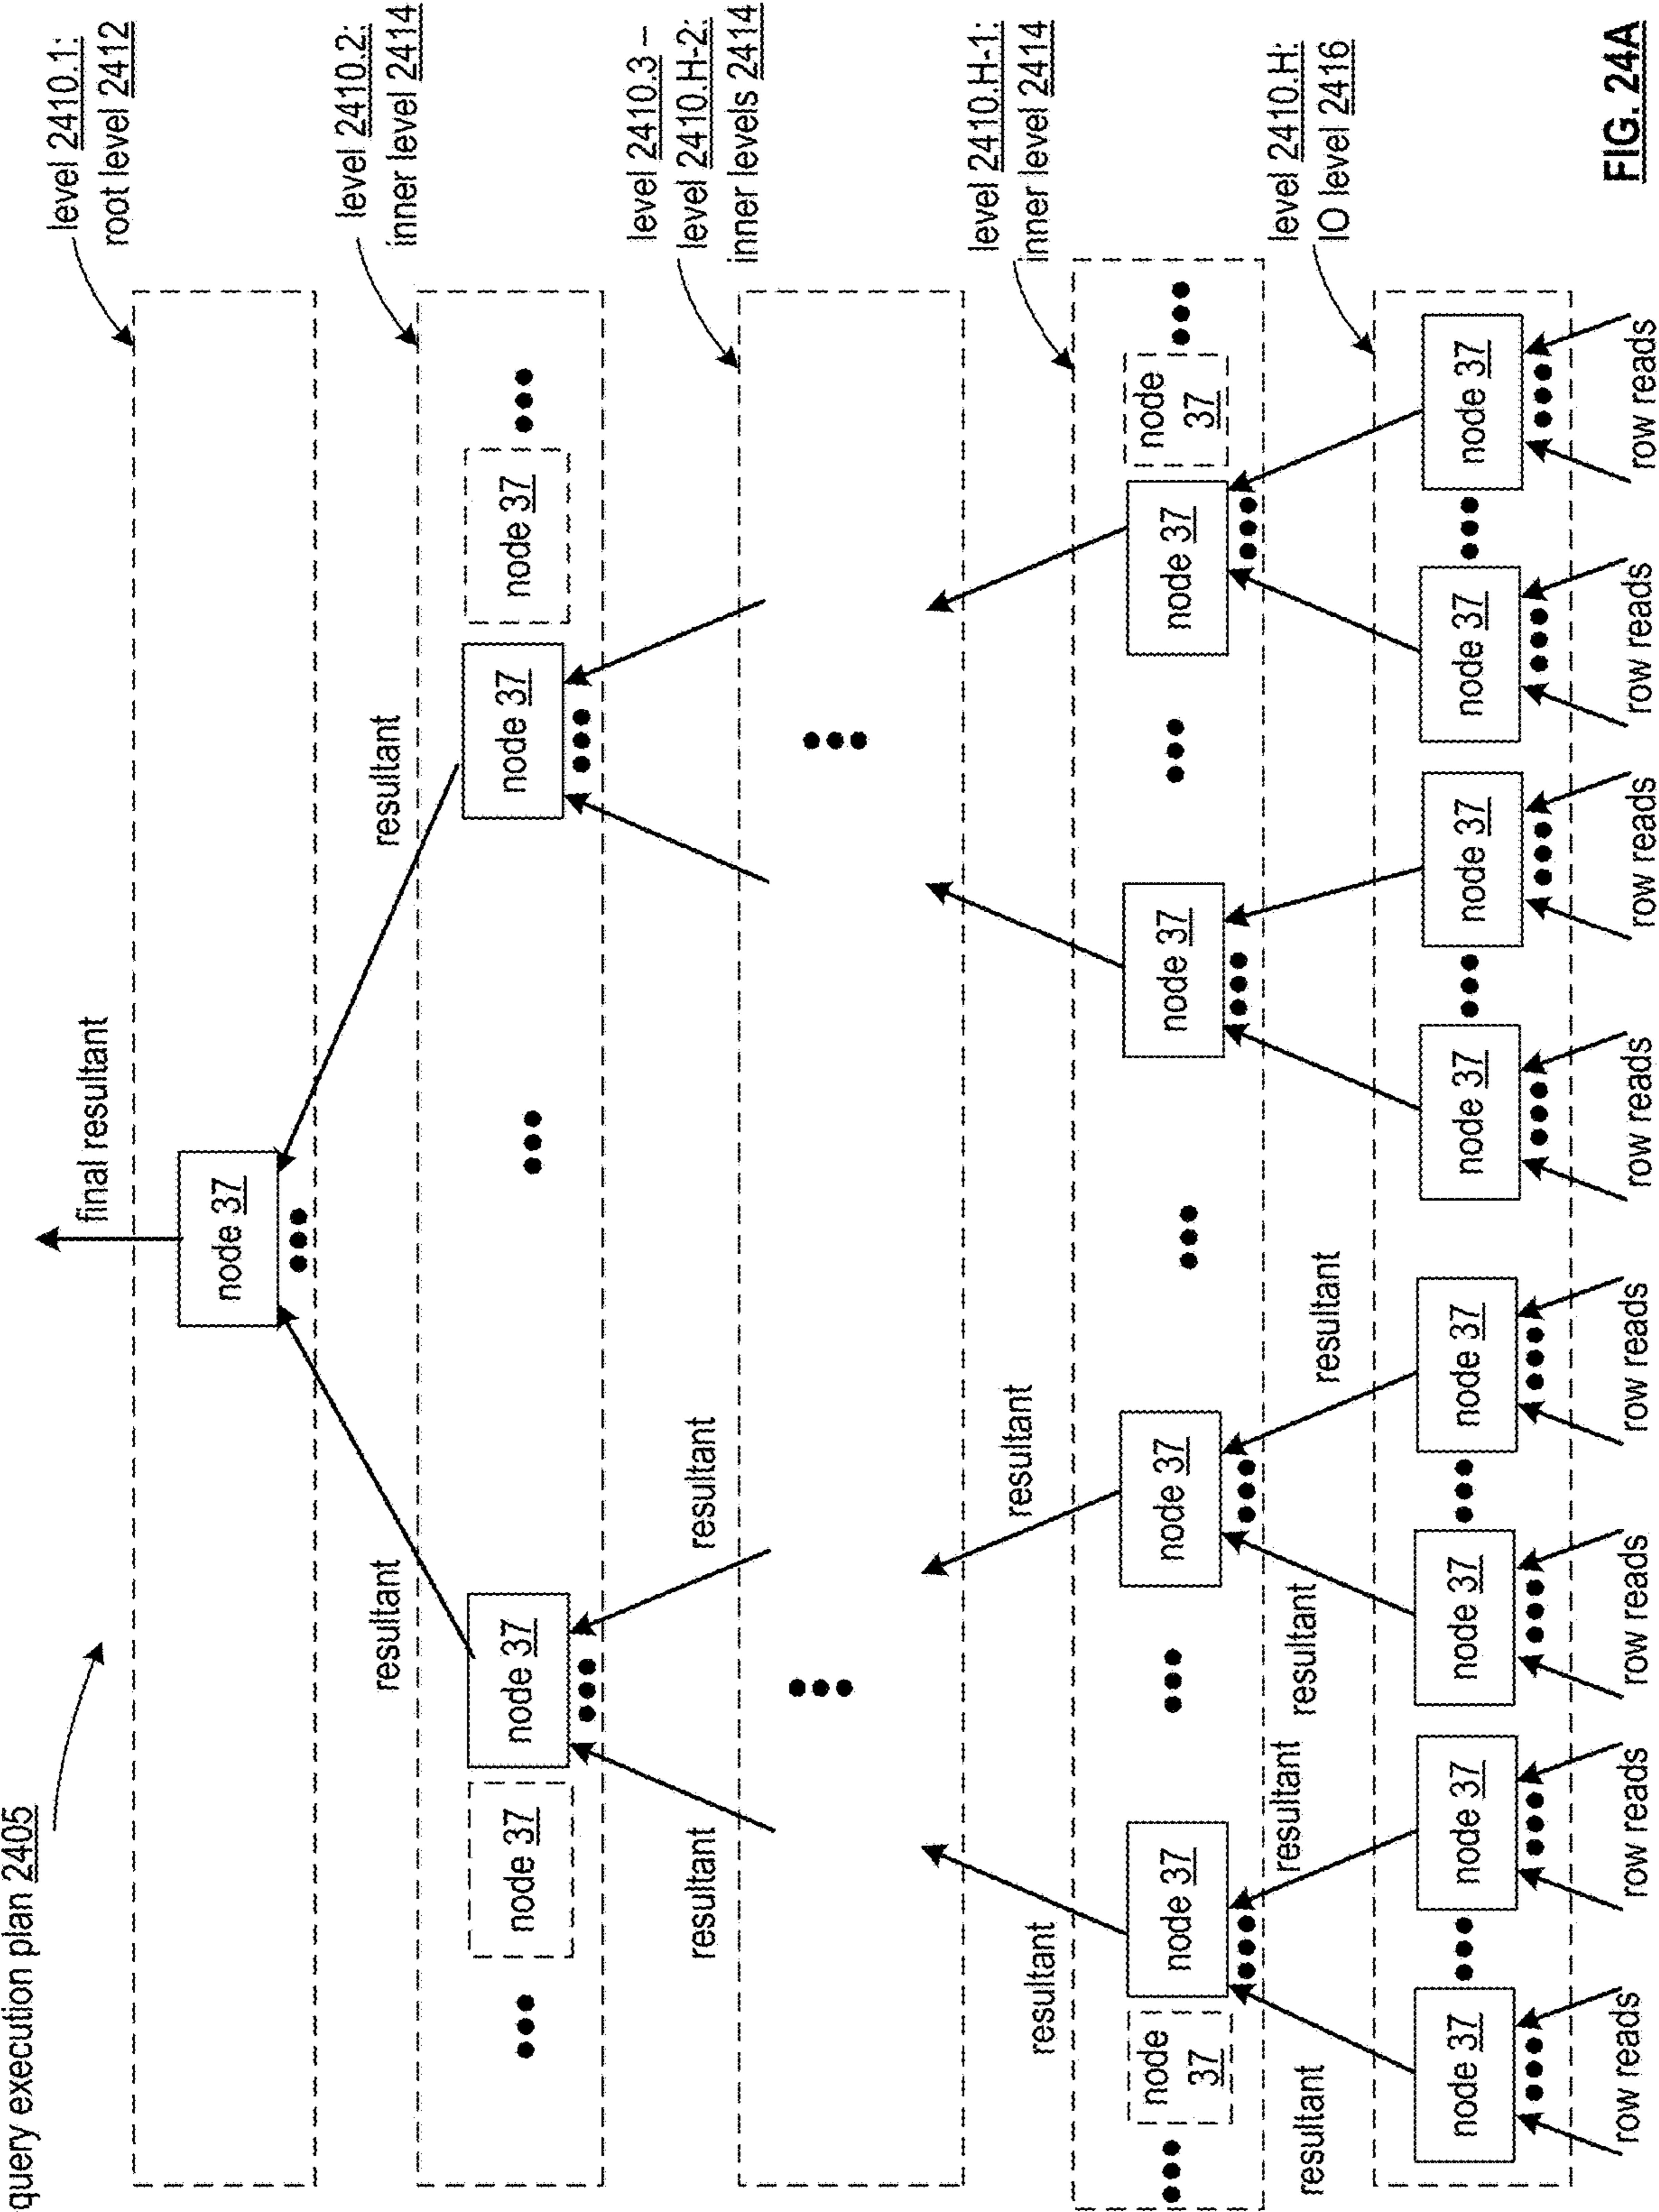 query execution plan 2405
final resultant
level 2410.1:
root level 2412
node 37
resultant
resultant
level 2410.2:
inner level 2414
node 37
node 37
node 37
node 37
resultant
resultant
level 2410.3 –
level 2410.H-2:
inner levels 2414
resultant
resultant
level 2410.H-1:
inner level 2414
node
37
node 37
node 37
node 37
node 37
node
37
resultant
resultant
resultant
resultant
level 2410.H:
IO level 2416
node 37
node 37
node 37
node 37
node 37
node 37
node 37
node 37
row reads
row reads
row reads
row reads
row reads
row reads
row reads
row reads
FIG. 24A